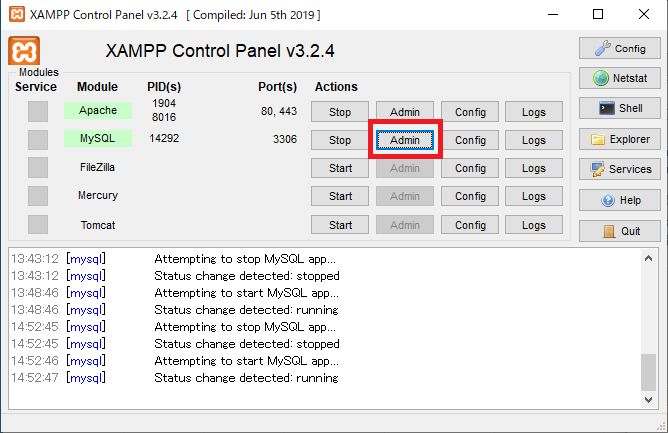 XAMPP Control Panel v3.2.4 [ Compiled: Jun 5th 2019 ]
XAMPP Control Panel v3.2.4
Config
Modules
Service Module PID(s) Port(s) Actions
Netstat
Apache 1904 8016 80, 443 Stop Admin Config Logs
Shell
MySQL 14292 3306 Stop Admin Config Logs
Explorer
FileZilla Start Admin Config Logs
Services
Mercury Start Admin Config Logs
Help
Tomcat Start Admin Config Logs
Quit
13:43:12 [mysql] Attempting to stop MySQL app...
13:43:12 [mysql] Status change detected: stopped
13:48:46 [mysql] Attempting to start MySQL app...
13:48:46 [mysql] Status change detected: running
14:52:45 [mysql] Attempting to stop MySQL app...
14:52:45 [mysql] Status change detected: stopped
14:52:46 [mysql] Attempting to start MySQL app...
14:52:47 [mysql] Status change detected: running